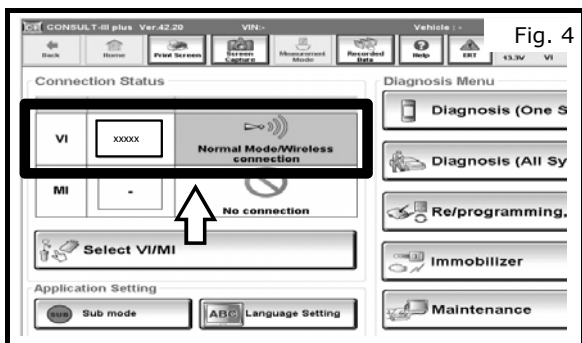 CONSULT-III plus Ver.42.20 VIN:- Vehicle : -
Fig. 4
Back Home Print Screen Screen Capture Measurement Mode Recorded Data Help ERT 13.3V VI
Connection Status
Diagnosis Menu
VI xxxxx Normal Mode/Wireless
connection
MI - No connection
Select VI/MI
Application Setting
Sub mode
ABC Language Setting
Diagnosis (One S
Diagnosis (All Sy
Re/programming,
Immobilizer
Maintenance